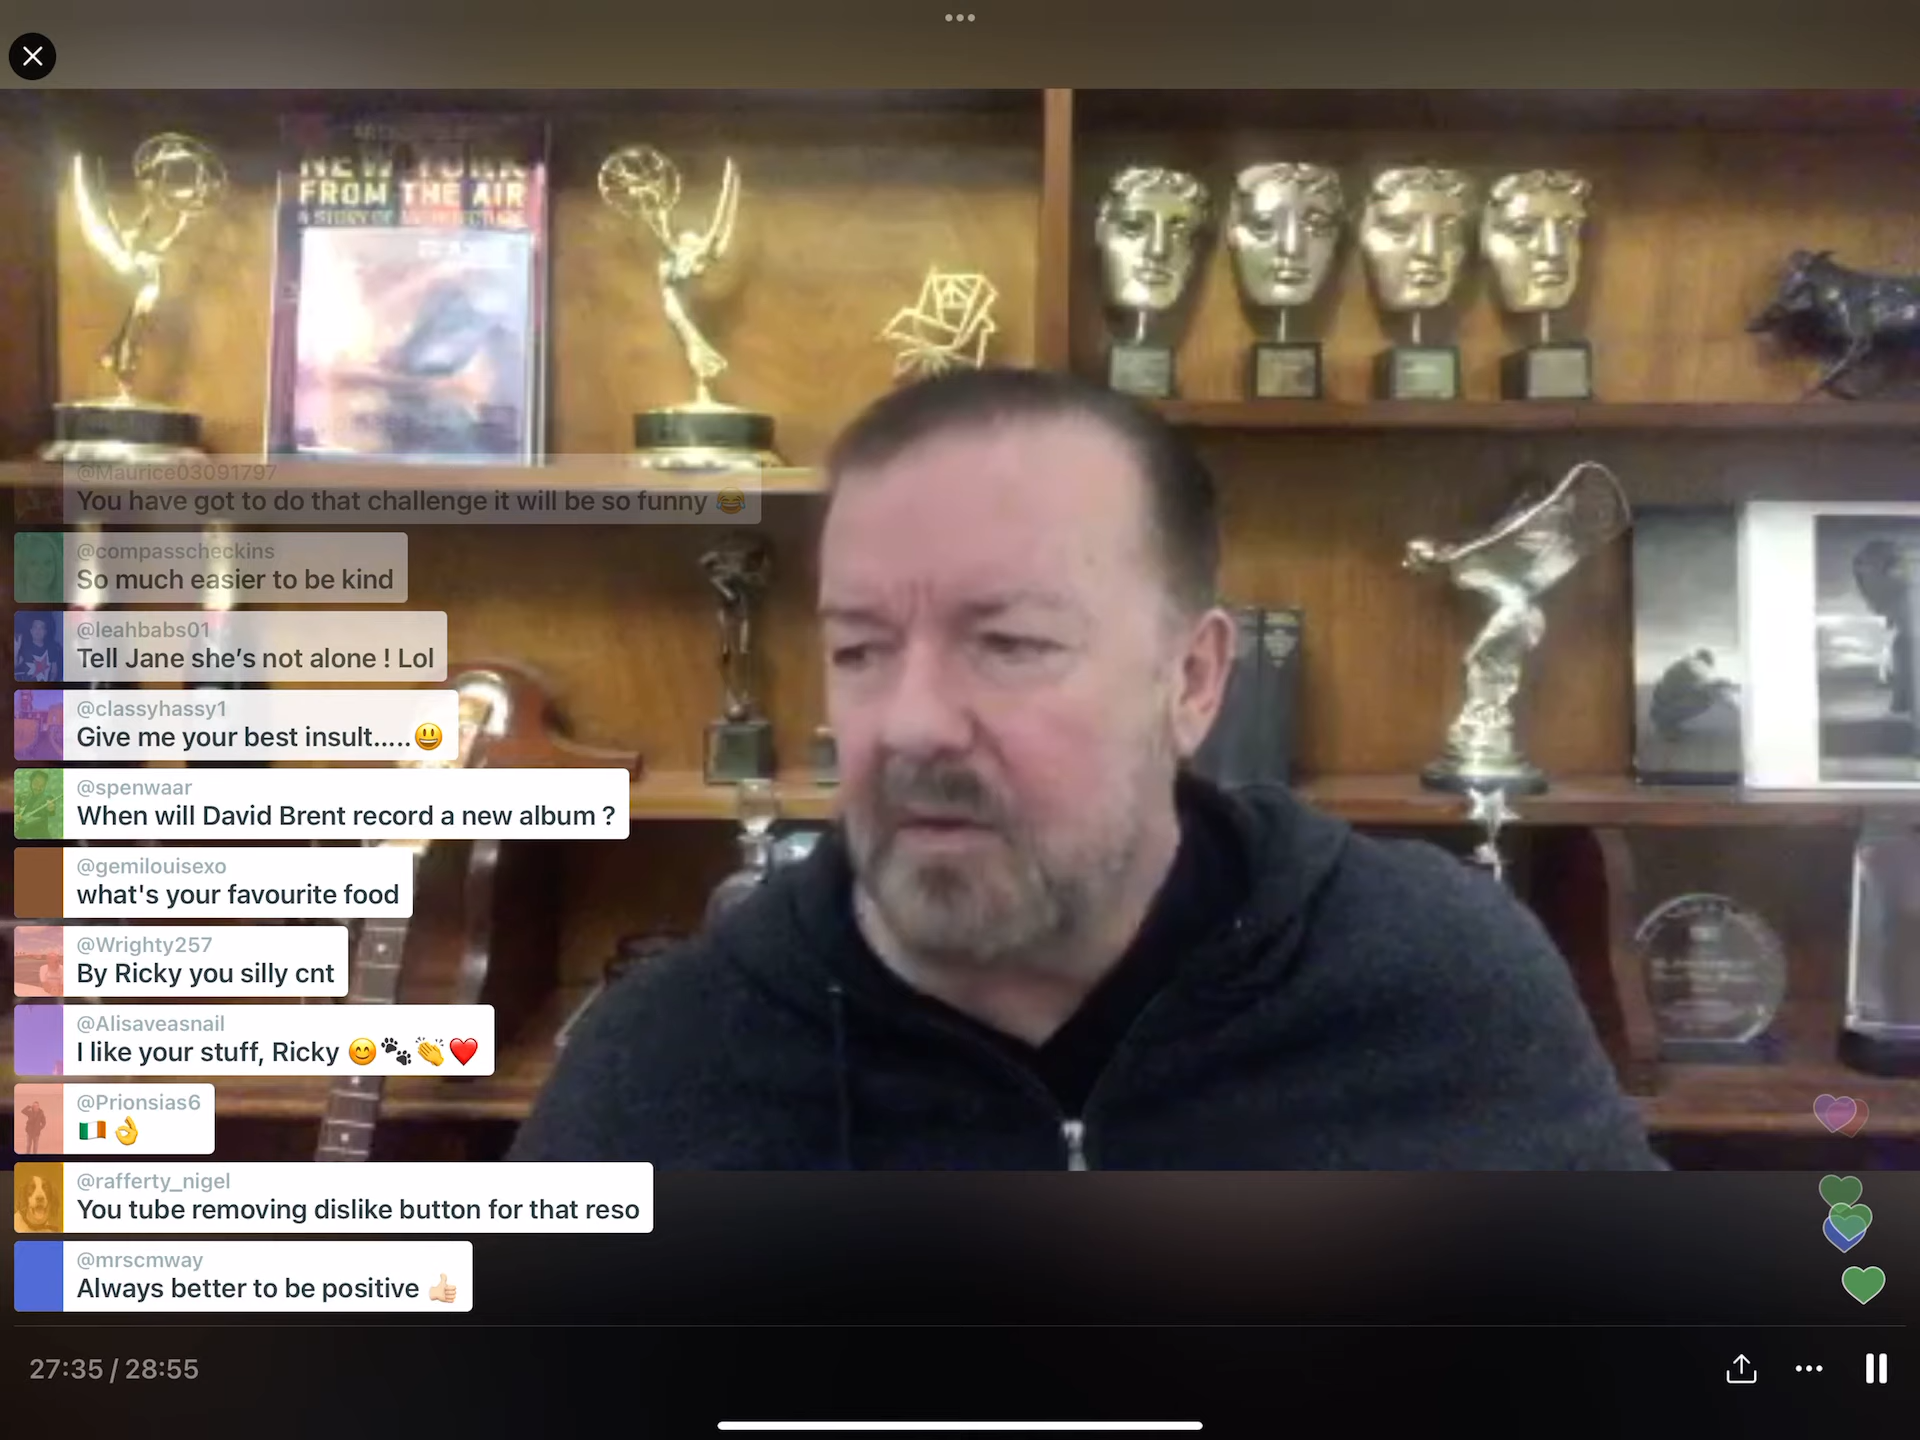 NEW YORK
FROM THE AIR
A STORY OF ARCHITECTURE
@Maurice03091797
You have got to do that challenge it will be so funny 😂
@compasscheckins
So much easier to be kind
@leahbabs01
Tell Jane she’s not alone ! Lol
@classyhassy1
Give me your best insult.....😃
@spenwaar
When will David Brent record a new album ?
@gemilouisexo
what's your favourite food
@Wrighty257
By Ricky you silly cnt
@Alisaveasnail
I like your stuff, Ricky 😊🐾👏❤️
@Prionsias6
🇮🇪👌
@rafferty_nigel
You tube removing dislike button for that reso
@mrscmway
Always better to be positive 👍🏻
27:35 / 28:55